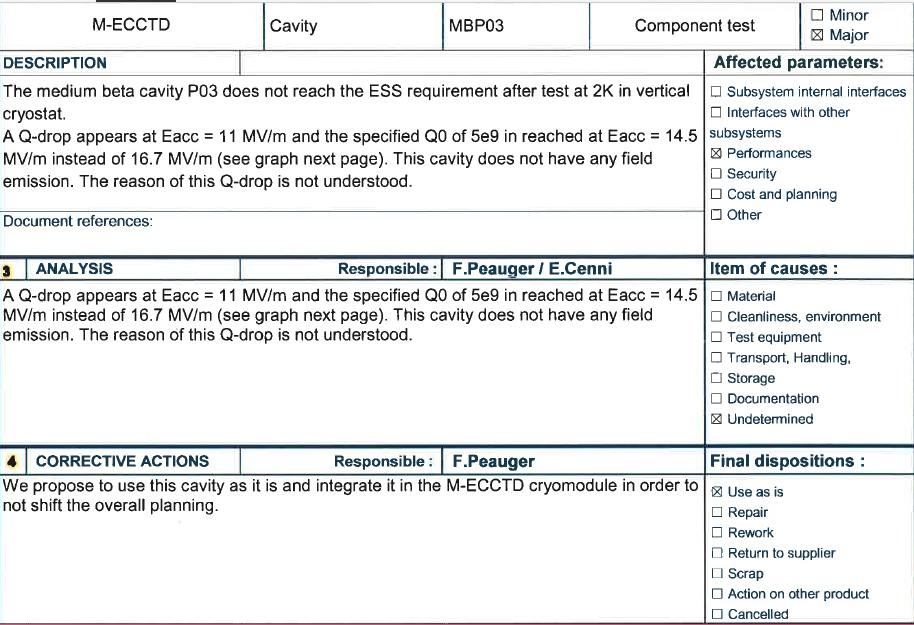 M-ECCTD Cavity MBP03 Component test ☐ Minor
☒ Major
DESCRIPTION
The medium beta cavity P03 does not reach the ESS requirement after test at 2K in vertical
cryostat.
A Q-drop appears at Eacc = 11 MV/m and the specified Q0 of 5e9 in reached at Eacc = 14.5
MV/m instead of 16.7 MV/m (see graph next page). This cavity does not have any field
emission. The reason of this Q-drop is not understood.
Document references:
Affected parameters:
☐ Subsystem internal interfaces
☐ Interfaces with other
subsystems
☒ Performances
☐ Security
☐ Cost and planning
☐ Other
3 ANALYSIS Responsible : F.Peauger / E.Cenni
A Q-drop appears at Eacc = 11 MV/m and the specified Q0 of 5e9 in reached at Eacc = 14.5
MV/m instead of 16.7 MV/m (see graph next page). This cavity does not have any field
emission. The reason of this Q-drop is not understood.
Item of causes :
☐ Material
☐ Cleanliness, environment
☐ Test equipment
☐ Transport, Handling,
☐ Storage
☐ Documentation
☒ Undetermined
4 CORRECTIVE ACTIONS Responsible : F.Peauger
We propose to use this cavity as it is and integrate it in the M-ECCTD cryomodule in order to
not shift the overall planning.
Final dispositions :
☒ Use as is
☐ Repair
☐ Rework
☐ Return to supplier
☐ Scrap
☐ Action on other product
☐ Cancelled